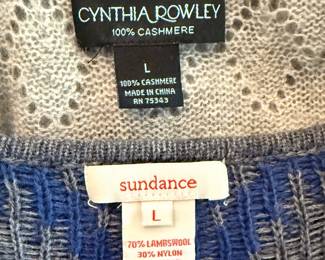 CYNTHIA ROWLEY
100% CASHMERE
L
100% CASHMERE
MADE IN CHINA
RN 75343
sundance
L
70% LAMBSWOOL
30% NYLON